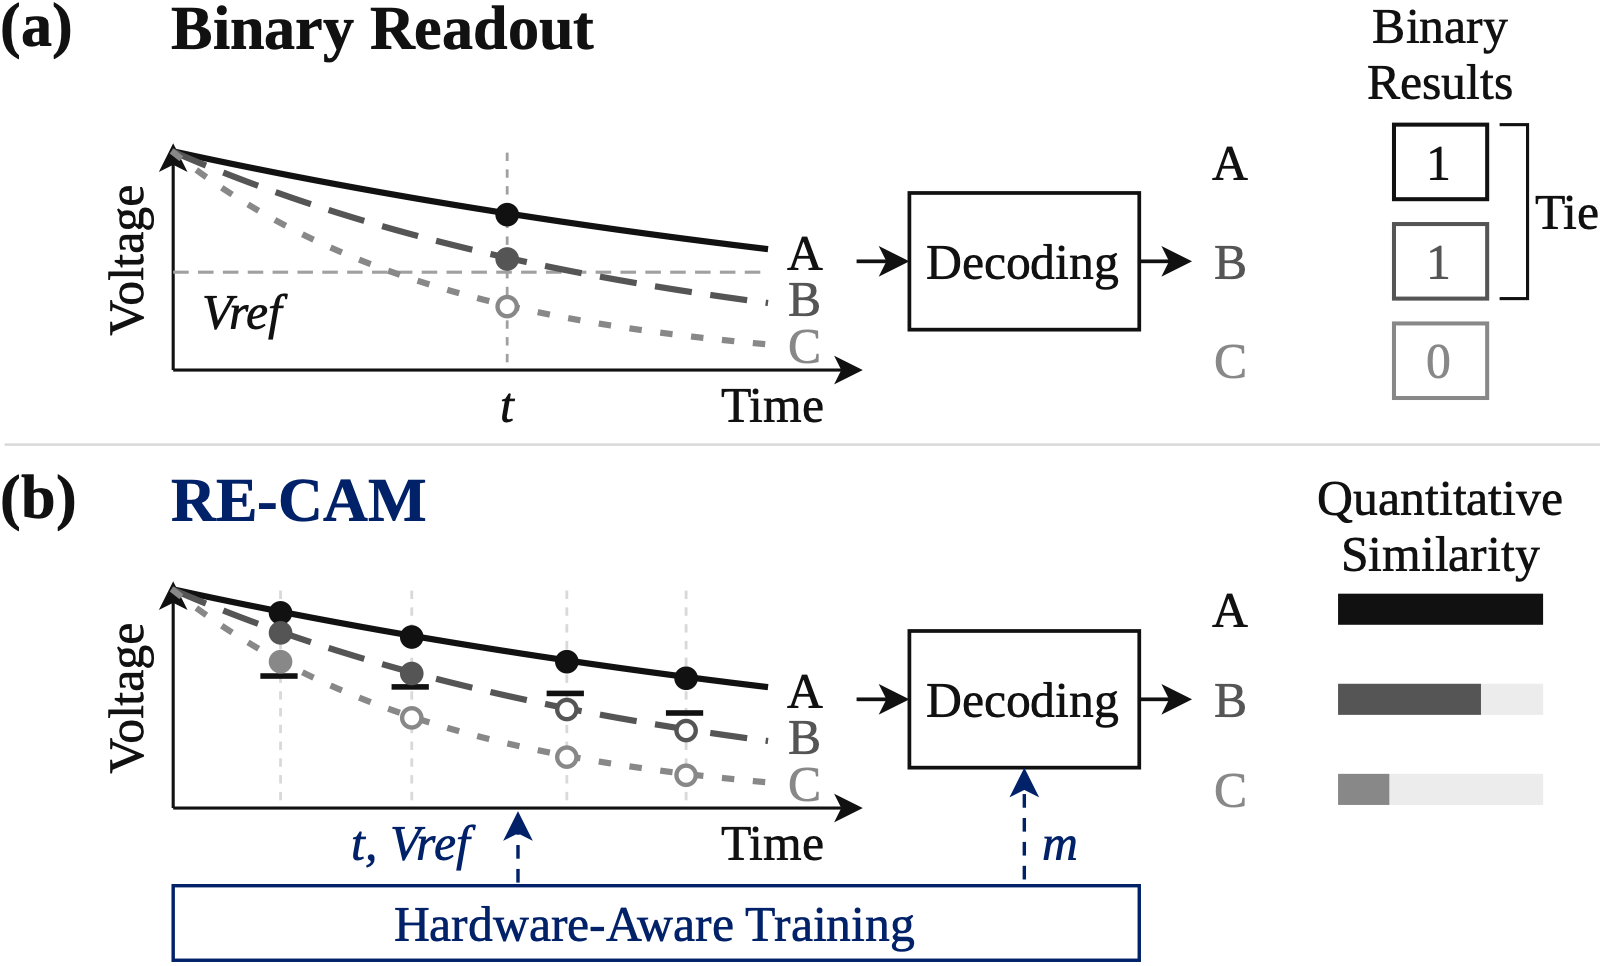 (a) Binary Readout
Binary
Results
Voltage
Vref
t
Time
A
B
C
Decoding
A
B
C
1
1
0
Tie
(b) RE-CAM
Quantitative
Similarity
Voltage
A
B
C
Time
t, Vref
Decoding
m
A
B
C
Hardware-Aware Training